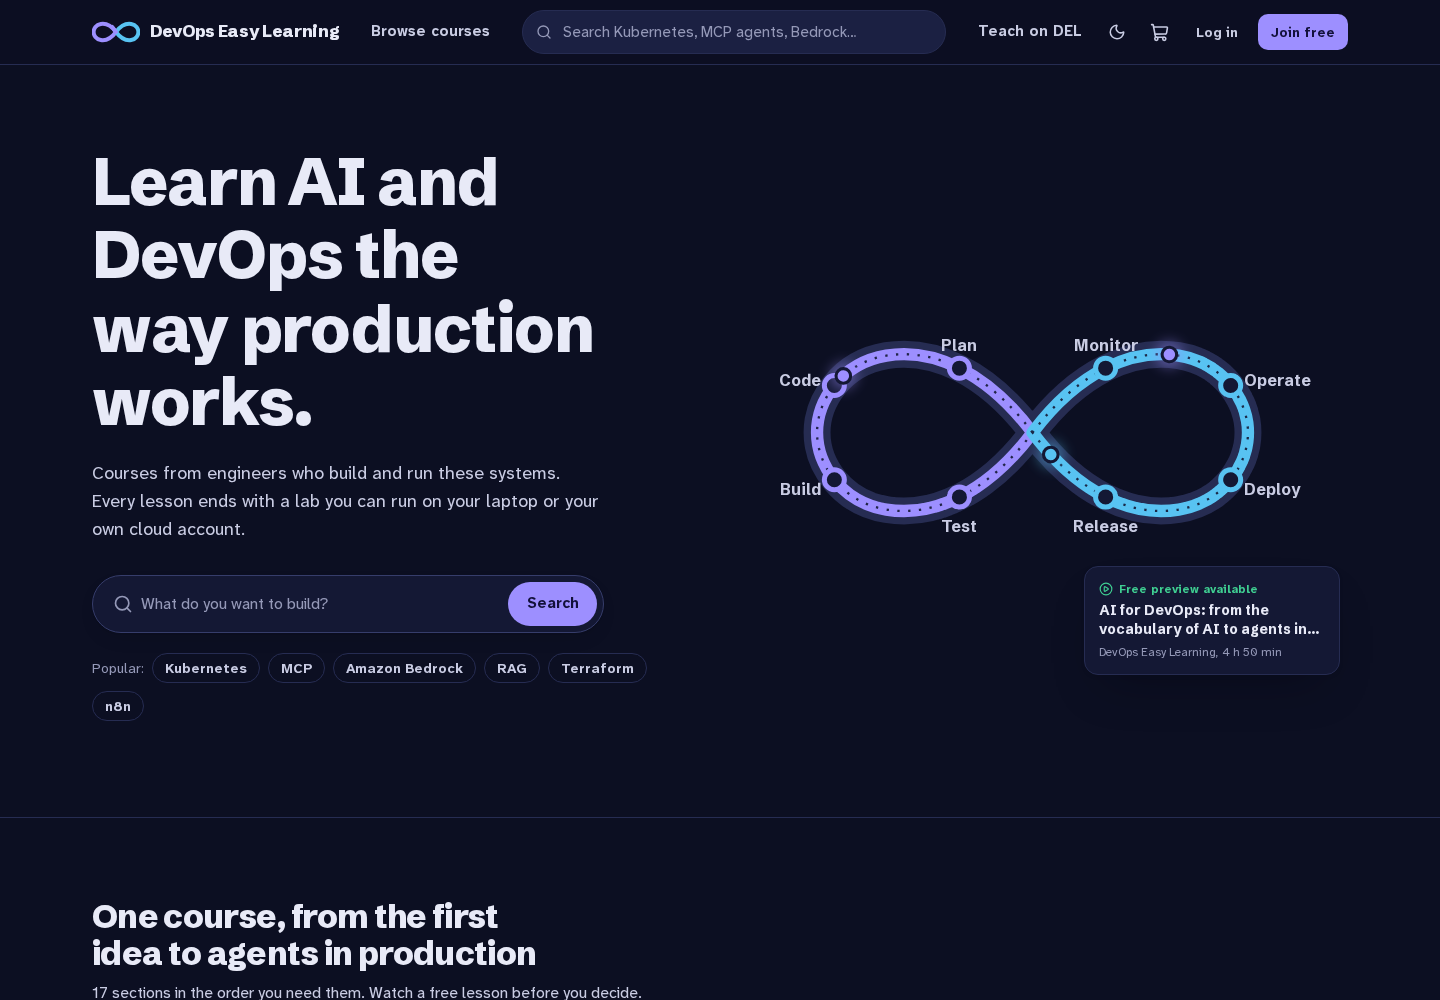 DevOps Easy Learning
Browse courses
Search Kubernetes, MCP agents, Bedrock...
Teach on DEL
Log in
Join free
Learn AI and
DevOps the
way production
works.
Courses from engineers who build and run these systems.
Every lesson ends with a lab you can run on your laptop or your
own cloud account.
What do you want to build?
Search
Popular:
Kubernetes
MCP
Amazon Bedrock
RAG
Terraform
n8n
Plan
Monitor
Code
Operate
Build
Deploy
Test
Release
Free preview available
AI for DevOps: from the
vocabulary of AI to agents in...
DevOps Easy Learning, 4 h 50 min
One course, from the first
idea to agents in production
17 sections in the order you need them. Watch a free lesson before you decide.